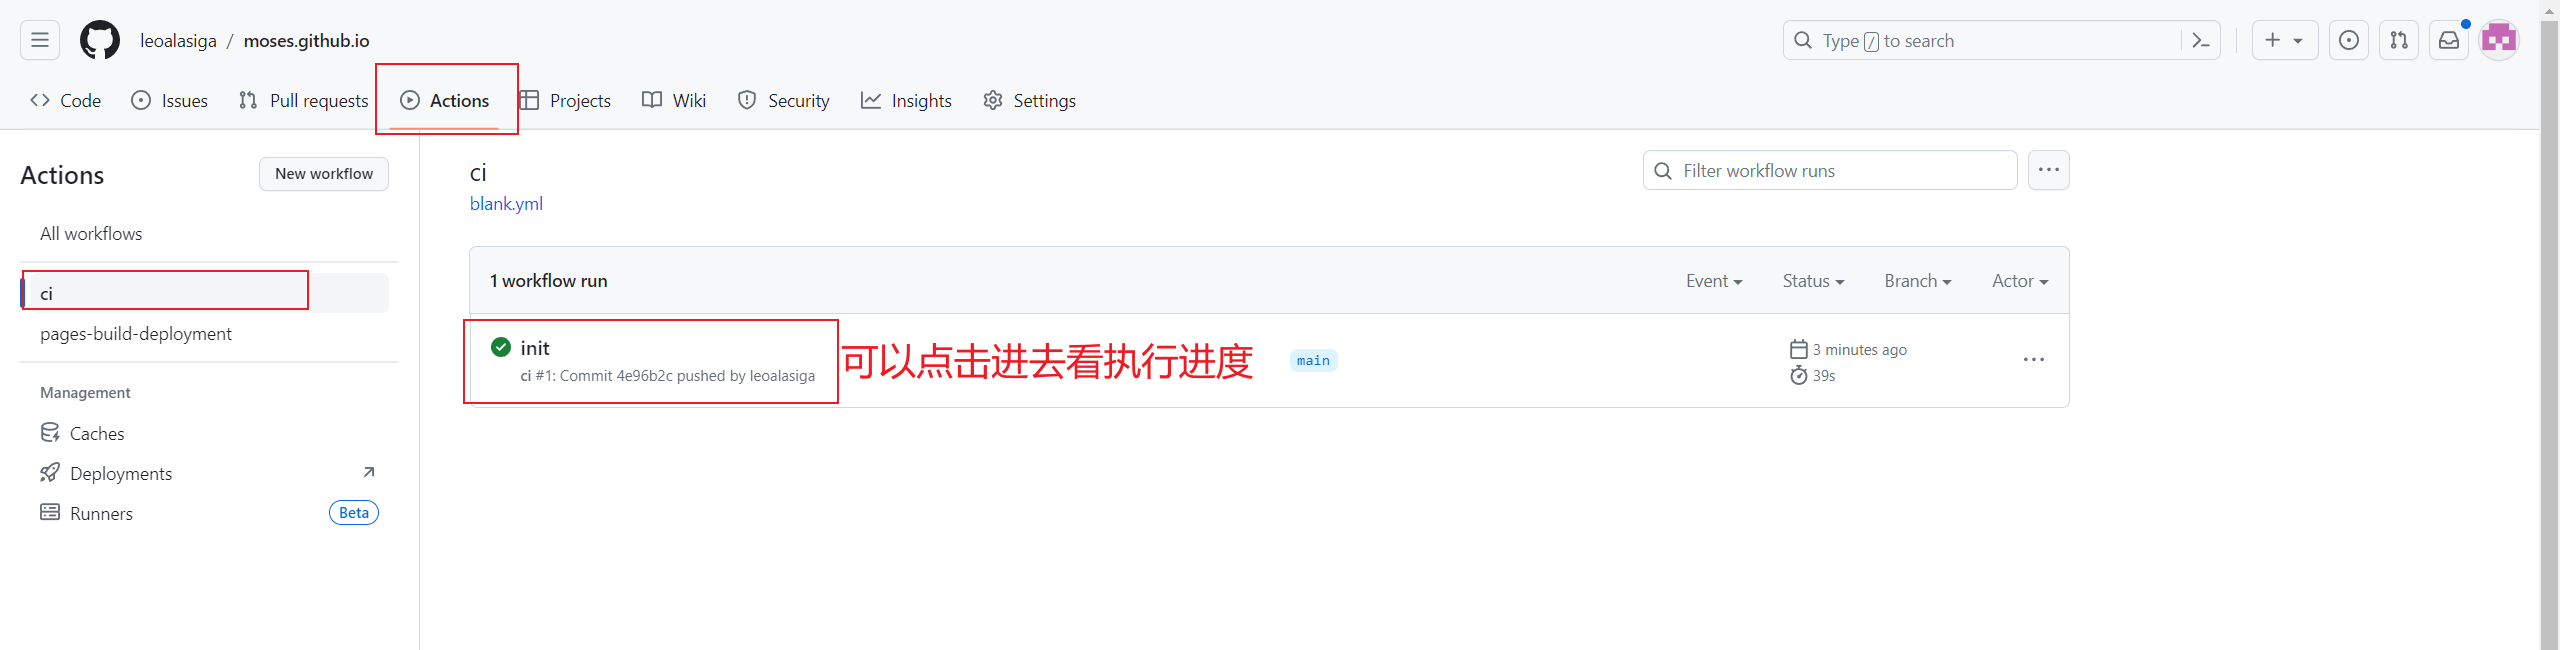 leoalasiga / moses.github.io
Type / to search
Code Issues Pull requests Actions Projects Wiki Security Insights Settings
Actions
New workflow
All workflows
ci
pages-build-deployment
Management
Caches
Deployments
Runners Beta
ci
blank.yml
Filter workflow runs
1 workflow run
Event Status Branch Actor
init
ci #1: Commit 4e96b2c pushed by leoalasiga
可以点击进去看执行进度
main
3 minutes ago
39s